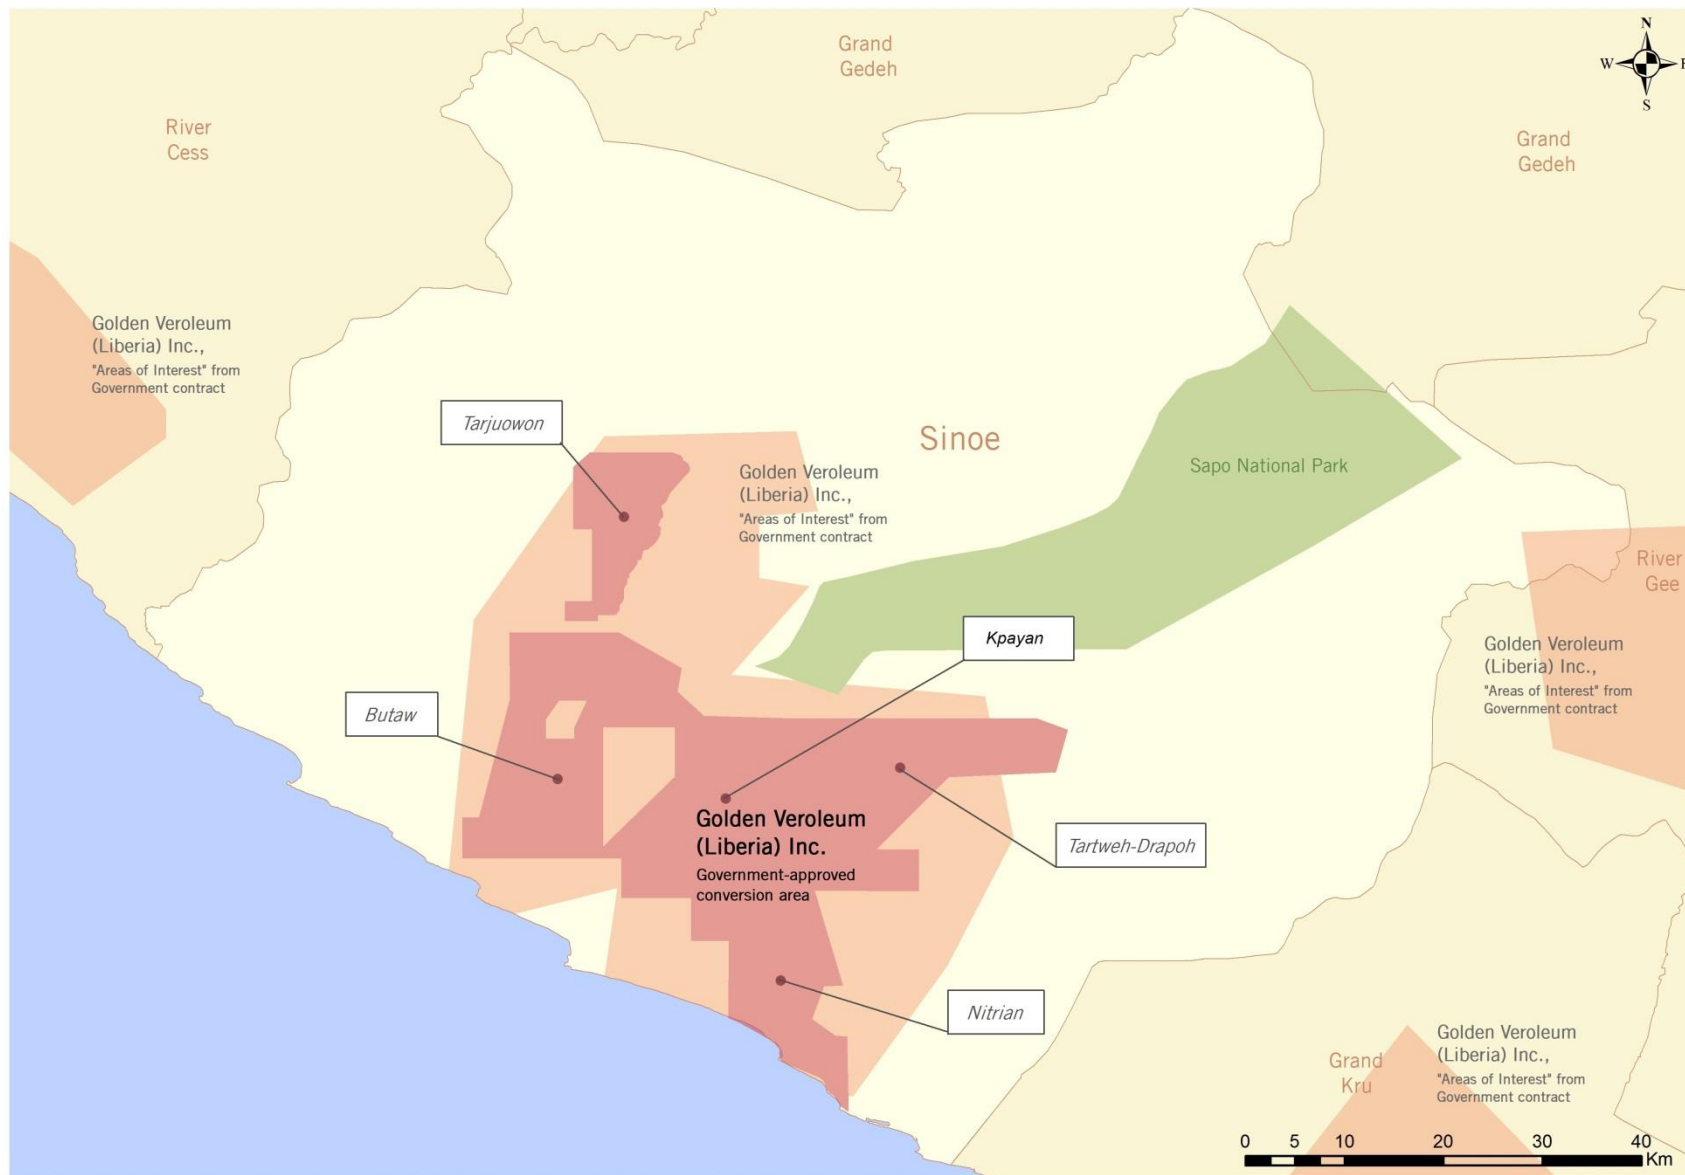 N
W
E
S
Grand
Gedeh
River
Cess
Grand
Gedeh
Golden Veroleum
(Liberia) Inc.,
"Areas of Interest" from
Government contract
Tarjuowon
Sinoe
Golden Veroleum
(Liberia) Inc.,
"Areas of Interest" from
Government contract
Sapo National Park
River
Gee
Kpayan
Golden Veroleum
(Liberia) Inc.,
"Areas of Interest" from
Government contract
Butaw
Golden Veroleum
(Liberia) Inc.
Government-approved
conversion area
Tartweh-Drapoh
Nitrian
Grand
Kru
Golden Veroleum
(Liberia) Inc.,
"Areas of Interest" from
Government contract
0 5 10 20 30 40
Km